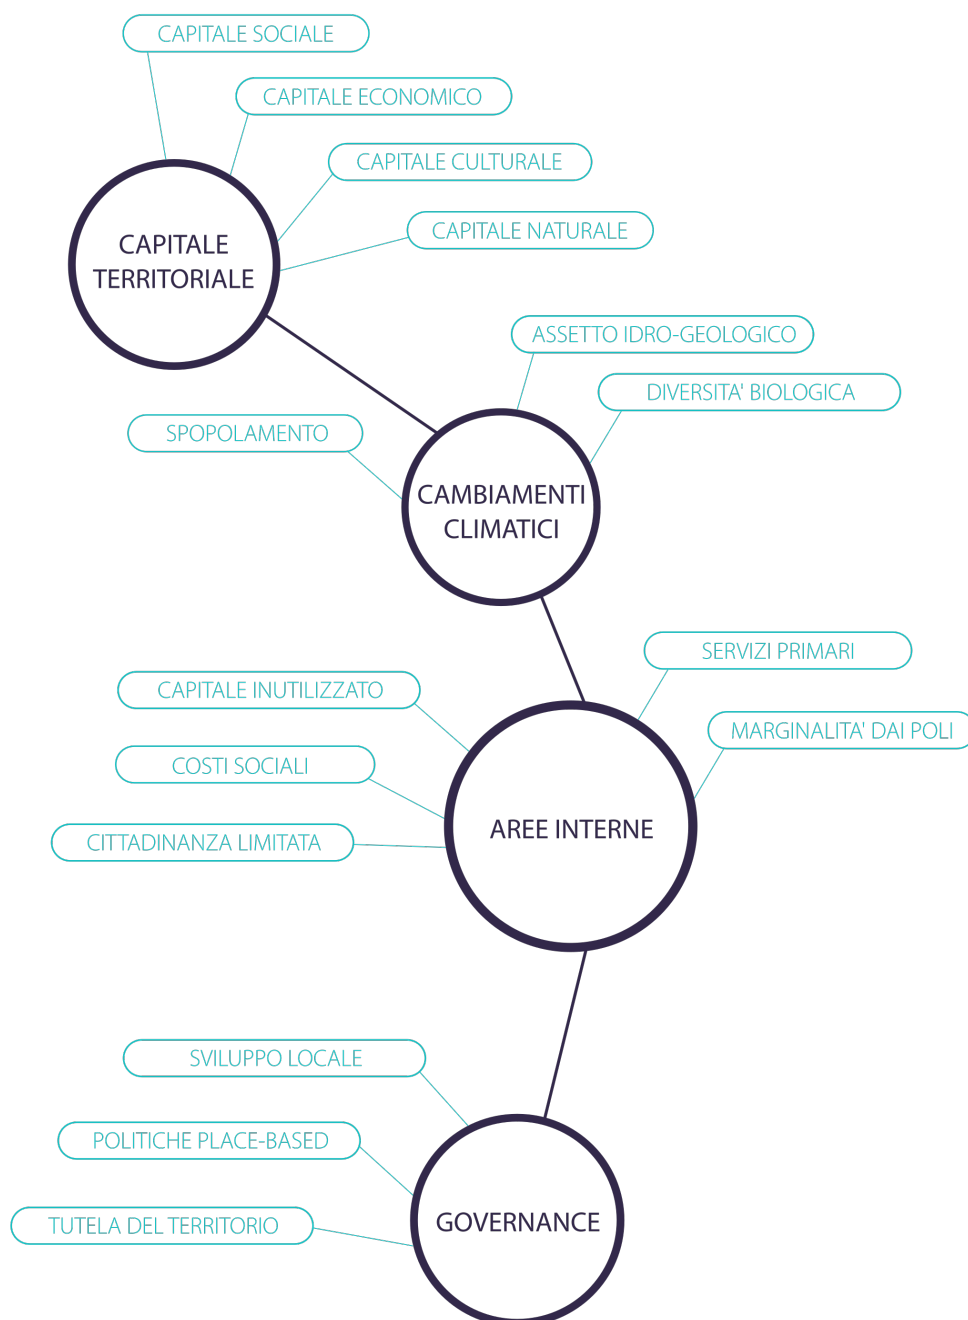 CAPITALE SOCIALE
CAPITALE ECONOMICO
CAPITALE CULTURALE
CAPITALE NATURALE
CAPITALE
TERRITORIALE
ASSETTO IDRO-GEOLOGICO
DIVERSITA' BIOLOGICA
SPOPOLAMENTO
CAMBIAMENTI
CLIMATICI
SERVIZI PRIMARI
CAPITALE INUTILIZZATO
MARGINALITA' DAI POLI
COSTI SOCIALI
AREE INTERNE
CITTADINANZA LIMITATA
SVILUPPO LOCALE
POLITICHE PLACE-BASED
TUTELA DEL TERRITORIO
GOVERNANCE